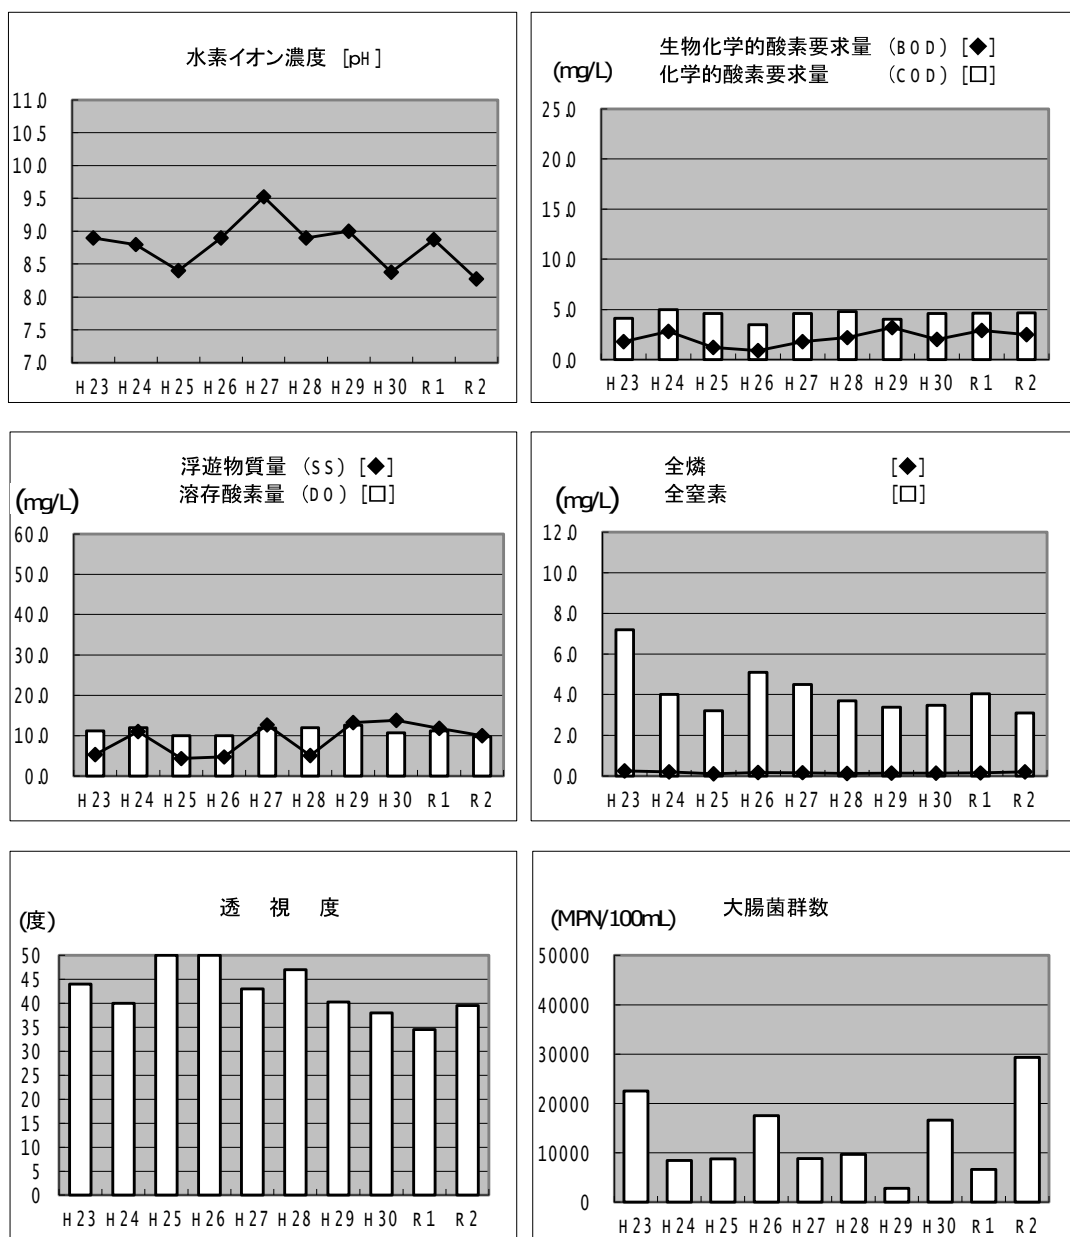 水素イオン濃度 [pH]
11.0
10.5
10.0
9.5
9.0
8.5
8.0
7.5
7.0
H23 H24 H25 H26 H27 H28 H29 H30 R1 R2
生物化学的酸素要求量 (BOD) [◆]
(mg/L) 化学的酸素要求量 (COD) [□]
25.0
20.0
15.0
10.0
5.0
0.0
H23 H24 H25 H26 H27 H28 H29 H30 R1 R2
浮遊物質量 (SS) [◆]
(mg/L) 溶存酸素量 (DO) [□]
60.0
50.0
40.0
30.0
20.0
10.0
0.0
H23 H24 H25 H26 H27 H28 H29 H30 R1 R2
全燐 [◆]
(mg/L) 全窒素 [□]
12.0
10.0
8.0
6.0
4.0
2.0
0.0
H23 H24 H25 H26 H27 H28 H29 H30 R1 R2
透 視 度
(度)
50
45
40
35
30
25
20
15
10
5
0
H23 H24 H25 H26 H27 H28 H29 H30 R1 R2
(MPN/100mL) 大腸菌群数
50000
40000
30000
20000
10000
0
H23 H24 H25 H26 H27 H28 H29 H30 R1 R2